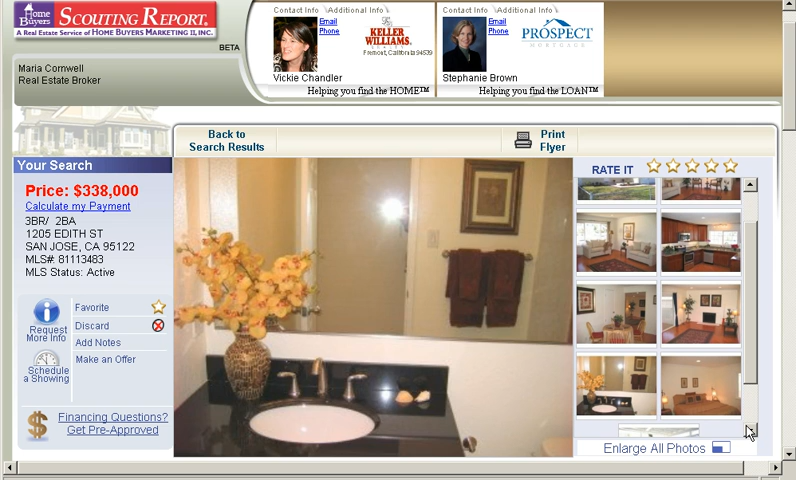 Home
Buyers
SCOUTING REPORT®
A Real Estate Service of HOME BUYERS MARKETING II, INC.
BETA
Maria Cornwell
Real Estate Broker
Contact Info
Additional Info
Email
Phone
KELLER
WILLIAMS
REALTY
Fremont, California 94539
Vickie Chandler
Helping you find the HOME™
Contact Info
Additional Info
Email
Phone
PROSPECT
MORTGAGE
Stephanie Brown
Helping you find the LOAN™
Back to
Search Results
Print
Flyer
Your Search
Price: $338,000
Calculate my Payment
3BR/ 2BA
1205 EDITH ST
SAN JOSE, CA 95122
MLS#: 81113483
MLS Status: Active
Request
More Info
Schedule
a Showing
Favorite
Discard
Add Notes
Make an Offer
Financing Questions?
Get Pre-Approved
RATE IT
Enlarge All Photos